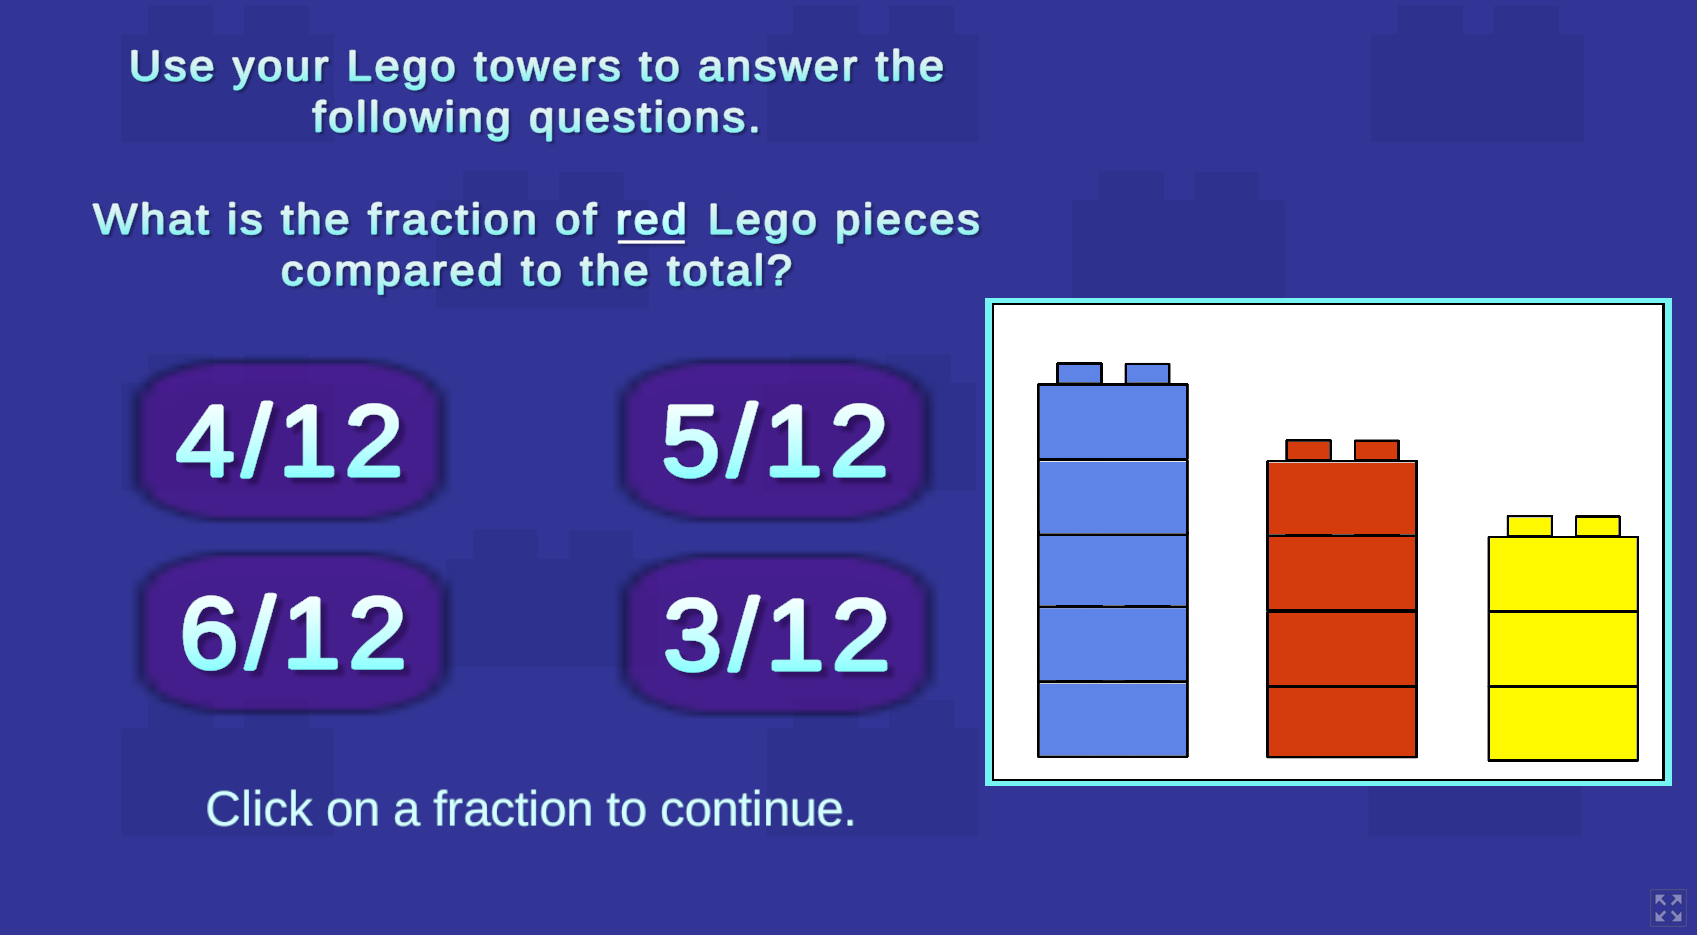 Use your Lego towers to answer the
following questions.
What is the fraction of red Lego pieces
compared to the total?
4/12
5/12
6/12
3/12
Click on a fraction to continue.